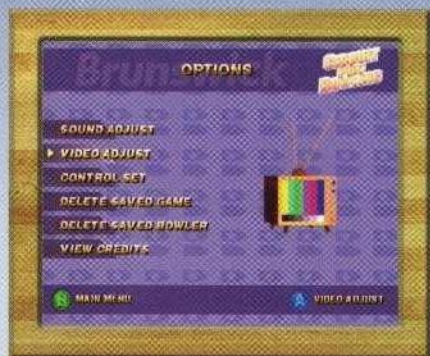 Brunswick
OPTIONS
SOUND ADJUST
VIDEO ADJUST
CONTROL SET
DELETE SAVED GAME
DELETE SAVED BOWLER
VIEW CREDITS
B MAIN MENU
A VIDEO ADJUST